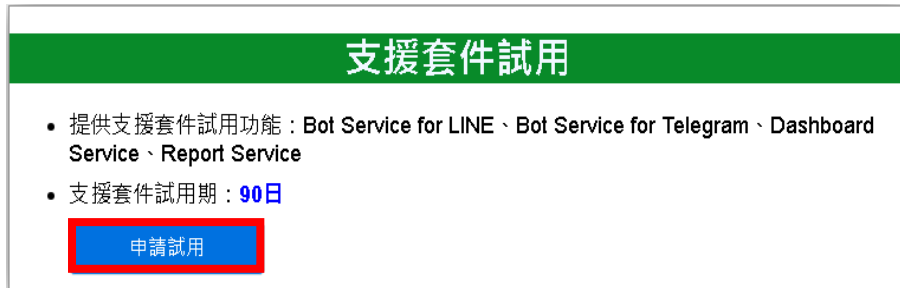 支援套件試用
• 提供支援套件試用功能：Bot Service for LINE、Bot Service for Telegram、Dashboard
Service、Report Service
• 支援套件試用期：90日
申請試用